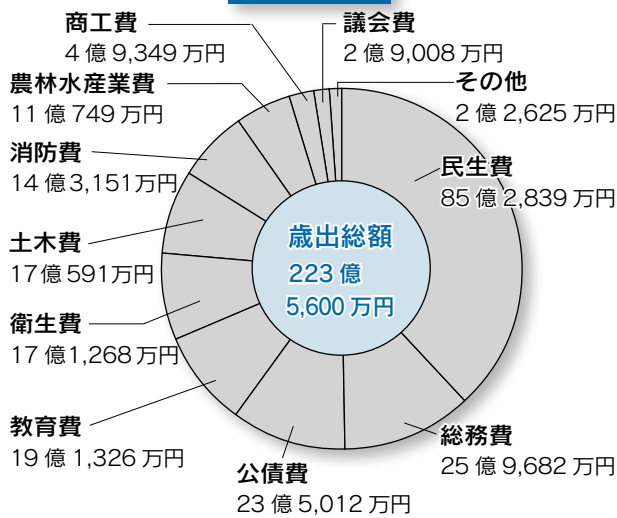 商工費
4億9,349万円
議会費
2億9,008万円
その他
2億2,625万円
農林水産業費
11億749万円
消防費
14億3,151万円
民生費
85億2,839万円
土木費
17億591万円
歳出総額
223億
5,600万円
衛生費
17億1,268万円
教育費
19億1,326万円
総務費
25億9,682万円
公債費
23億5,012万円